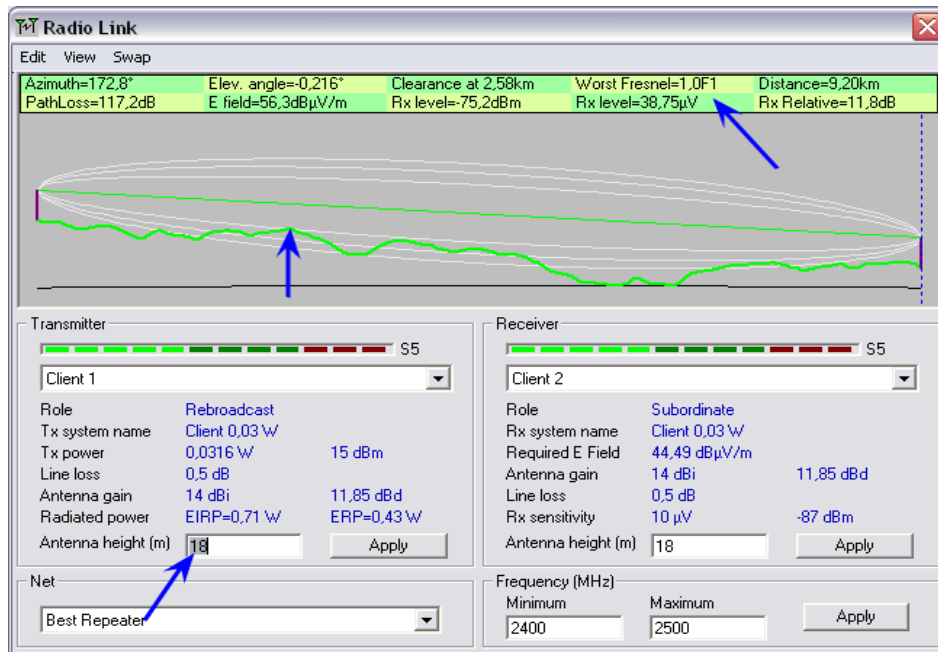 Radio Link
Edit View Swap
Azimuth=172,8° Elev. angle=-0,216° Clearance at 2,58km Worst Fresnel=1,0F1 Distance=9,20km
PathLoss=117,2dB E field=56,3dBµV/m Rx level=-75,2dBm Rx level=38,75µV Rx Relative=11,8dB
Transmitter
S5
Client 1
Role Rebroadcast
Tx system name Client 0,03 W
Tx power 0,0316 W 15 dBm
Line loss 0,5 dB
Antenna gain 14 dBi 11,85 dBd
Radiated power EIRP=0,71 W ERP=0,43 W
Antenna height (m) 18 Apply
Net
Best Repeater
Receiver
S5
Client 2
Role Subordinate
Rx system name Client 0,03 W
Required E Field 44,49 dBµV/m
Antenna gain 14 dBi 11,85 dBd
Line loss 0,5 dB
Rx sensitivity 10 µV -87 dBm
Antenna height (m) 18 Apply
Frequency (MHz)
Minimum Maximum
2400 2500 Apply